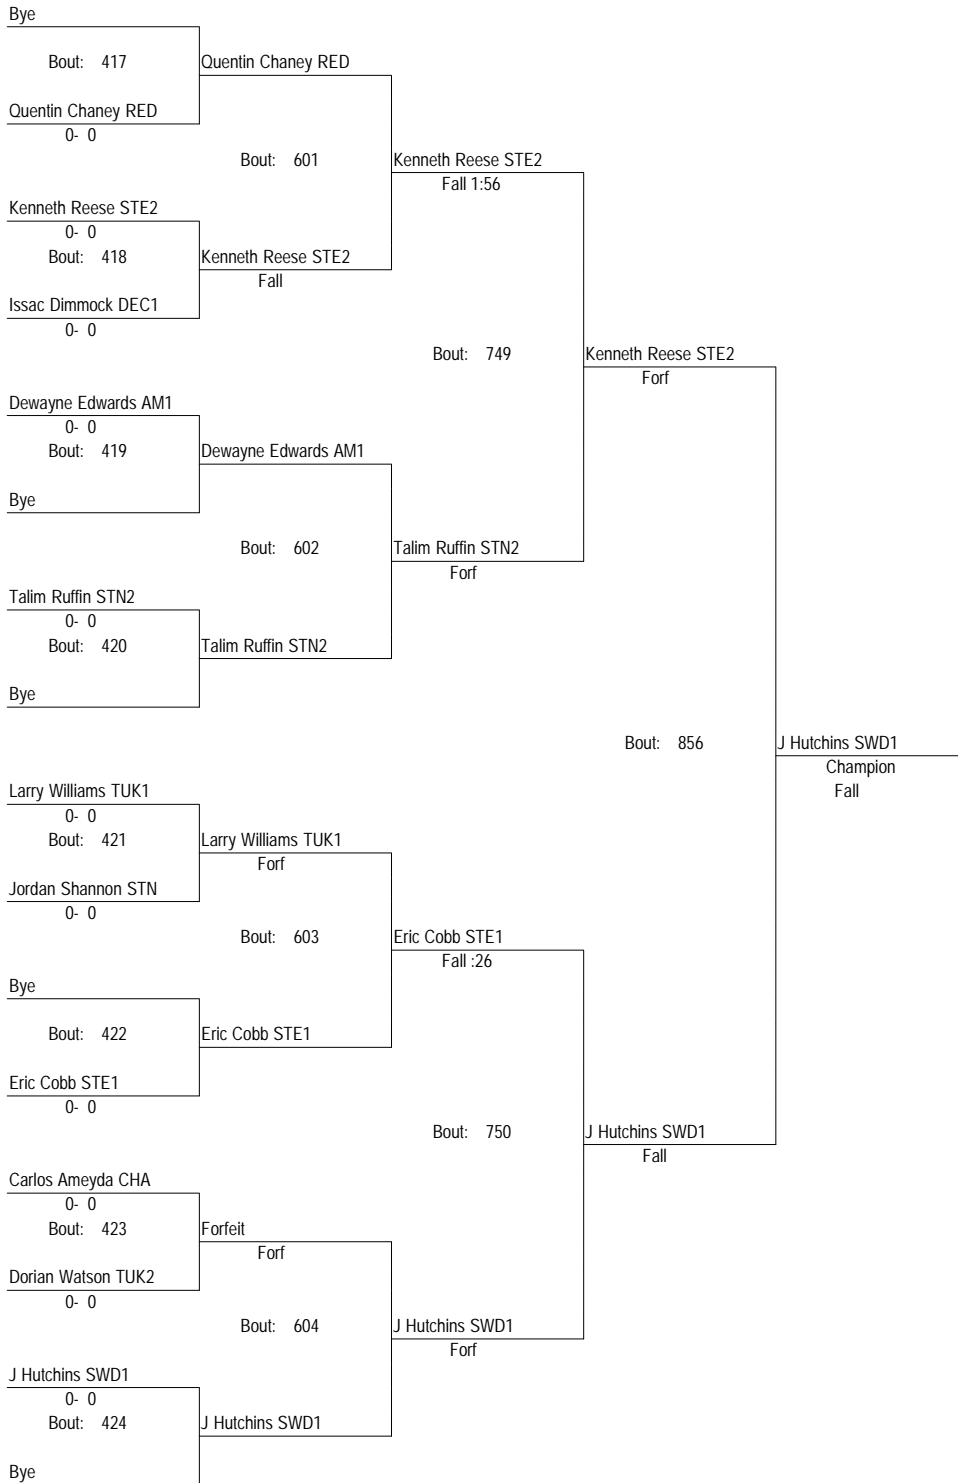 Bye
Bout: 417
Quentin Chaney RED
Quentin Chaney RED
0- 0
Bout: 601
Kenneth Reese STE2
Fall 1:56
Kenneth Reese STE2
0- 0
Bout: 418
Kenneth Reese STE2
Fall
Issac Dimmock DEC1
0- 0
Bout: 749
Kenneth Reese STE2
Forf
Dewayne Edwards AM1
0- 0
Bout: 419
Dewayne Edwards AM1
Bye
Bout: 602
Talim Ruffin STN2
Forf
Talim Ruffin STN2
0- 0
Bout: 420
Talim Ruffin STN2
Bye
Bout: 856
J Hutchins SWD1
Champion
Fall
Larry Williams TUK1
0- 0
Bout: 421
Larry Williams TUK1
Forf
Jordan Shannon STN
0- 0
Bout: 603
Eric Cobb STE1
Fall :26
Bye
Bout: 422
Eric Cobb STE1
Eric Cobb STE1
0- 0
Bout: 750
J Hutchins SWD1
Fall
Carlos Ameyda CHA
0- 0
Bout: 423
Forfeit
Forf
Dorian Watson TUK2
0- 0
Bout: 604
J Hutchins SWD1
Forf
J Hutchins SWD1
0- 0
Bout: 424
J Hutchins SWD1
Bye